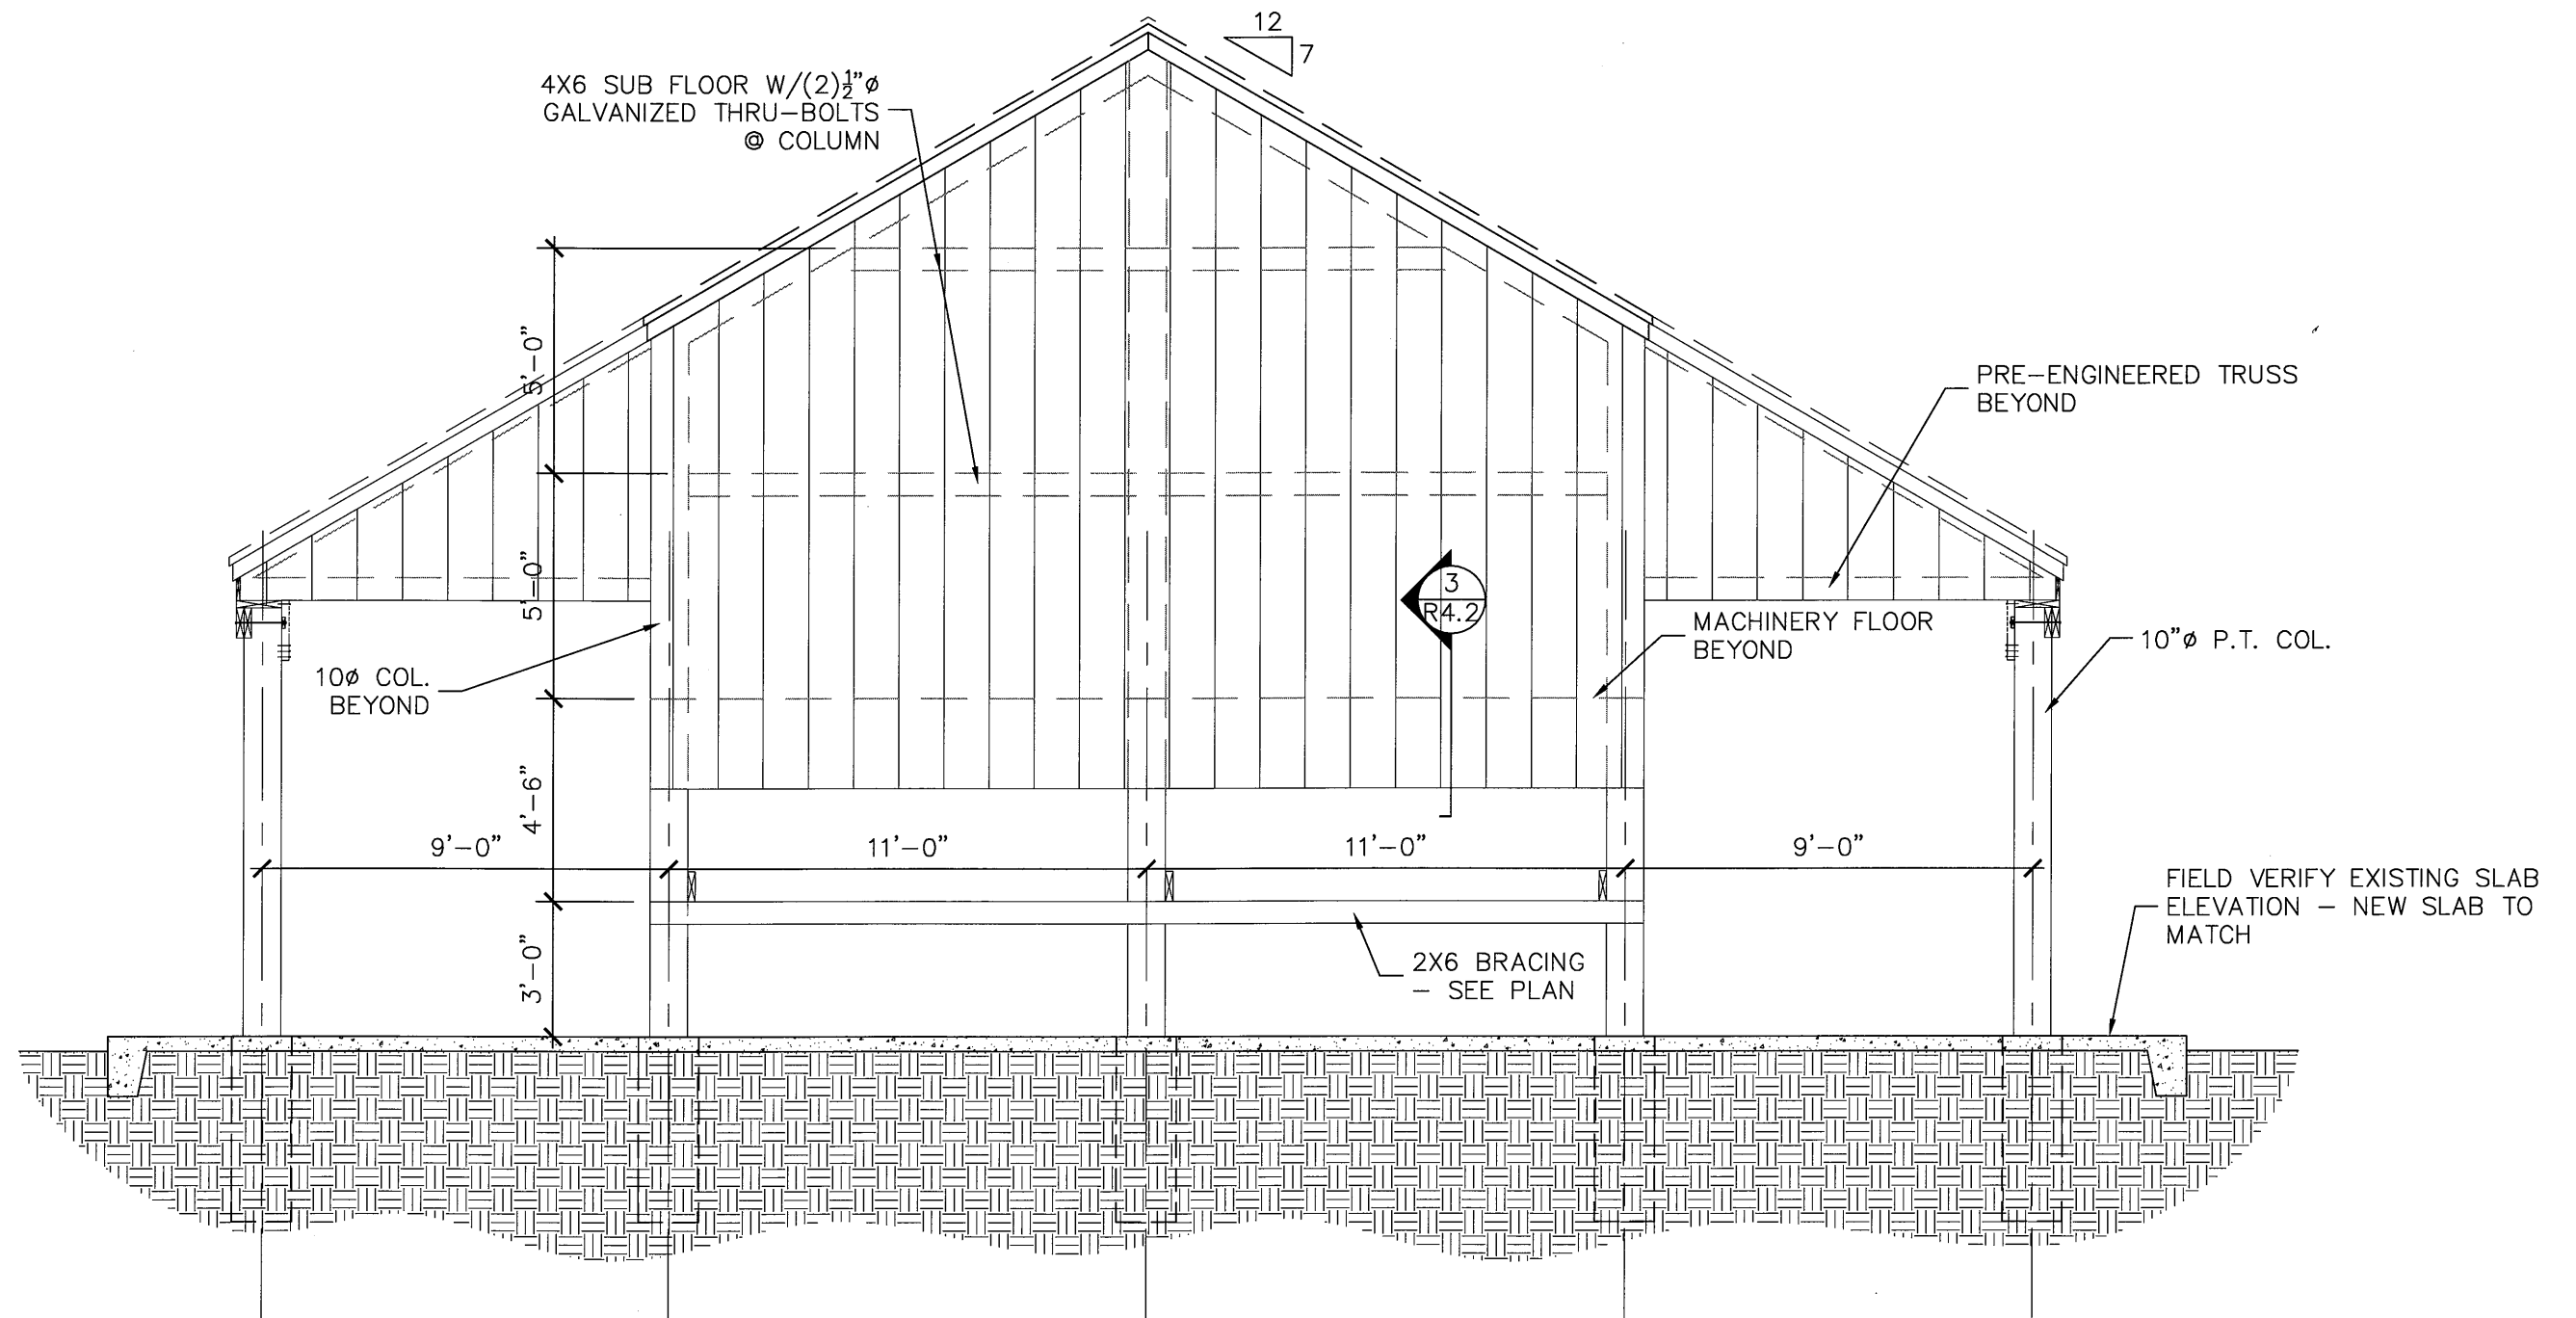 12
7
4X6 SUB FLOOR W/(2)½"ø
GALVANIZED THRU-BOLTS
@ COLUMN
5'-0"
PRE-ENGINEERED TRUSS
BEYOND
5'-0"
3
R4.2
MACHINERY FLOOR
BEYOND
10"ø P.T. COL.
10ø COL.
BEYOND
4'-6"
9'-0"
11'-0"
11'-0"
9'-0"
FIELD VERIFY EXISTING SLAB
ELEVATION - NEW SLAB TO
MATCH
3'-0"
2X6 BRACING
- SEE PLAN